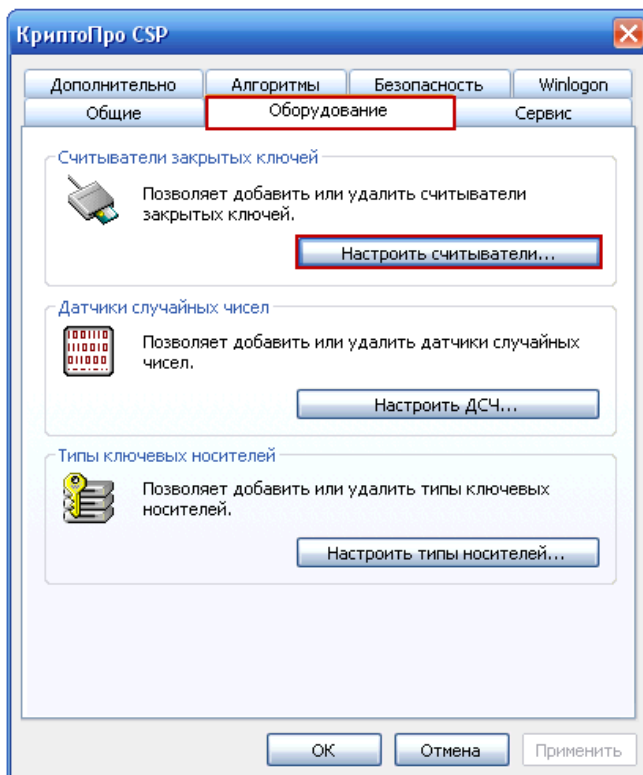 КриптоПро CSP
Дополнительно Алгоритмы Безопасность Winlogon
Общие Оборудование Сервис
Считыватели закрытых ключей
Позволяет добавить или удалить считыватели
закрытых ключей.
Настроить считыватели...
Датчики случайных чисел
Позволяет добавить или удалить датчики случайных
чисел.
Настроить ДСЧ...
Типы ключевых носителей
Позволяет добавить или удалить типы ключевых
носителей.
Настроить типы носителей...
ОК Отмена Применить